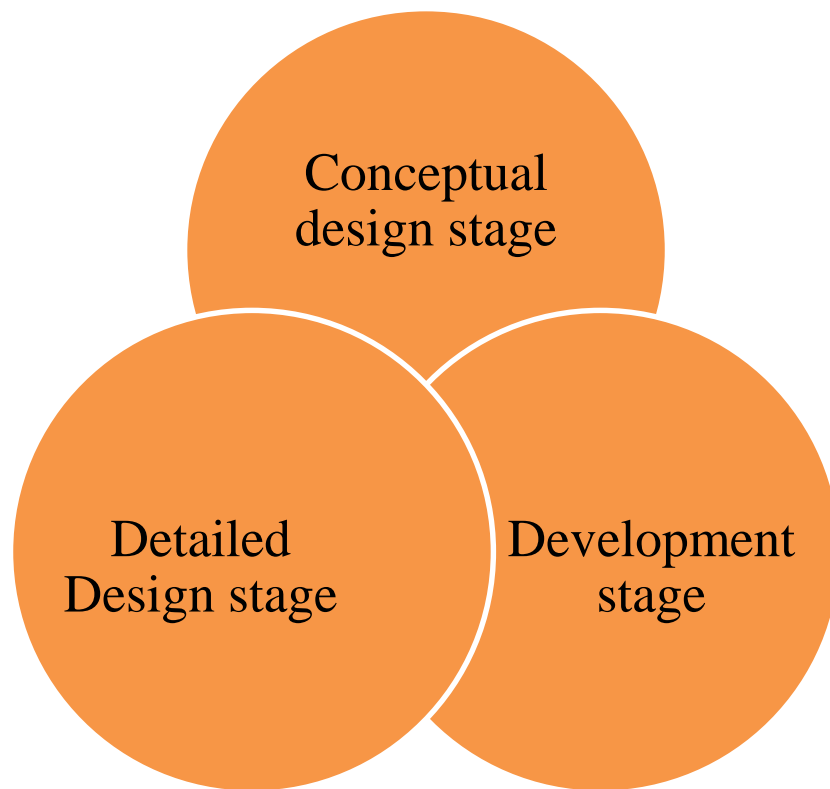 Conceptual
design stage
Detailed
Design stage
Development
stage